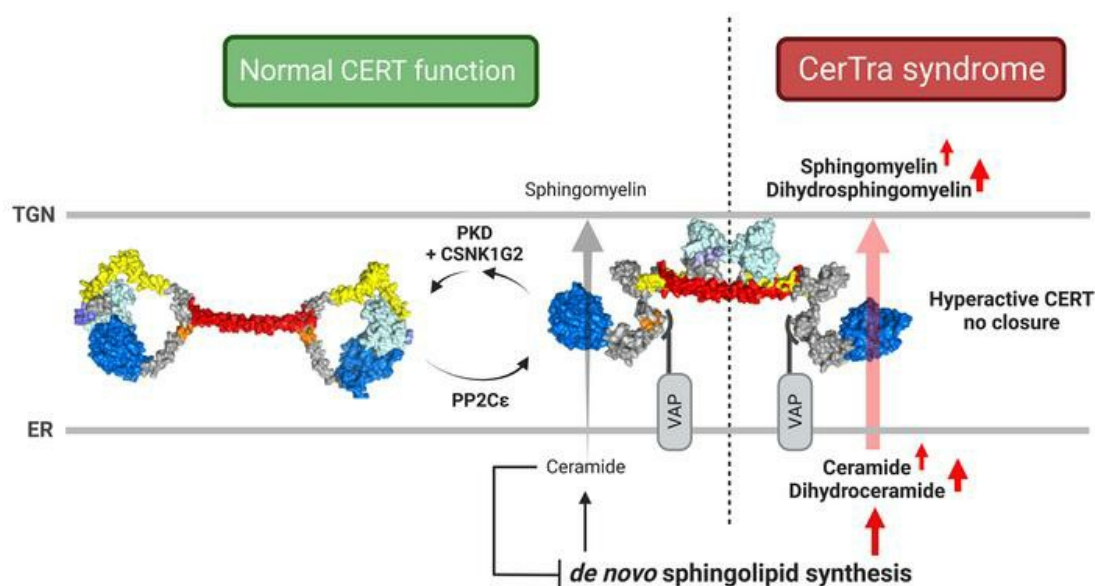 Normal CERT function
CerTra syndrome
Sphingomyelin
Dihydrosphingomyelin
Sphingomyelin
TGN
PKD
+ CSNK1G2
Hyperactive CERT
no closure
PP2Cε
VAP
VAP
ER
Ceramide
Ceramide
Dihydroceramide
de novo sphingolipid synthesis